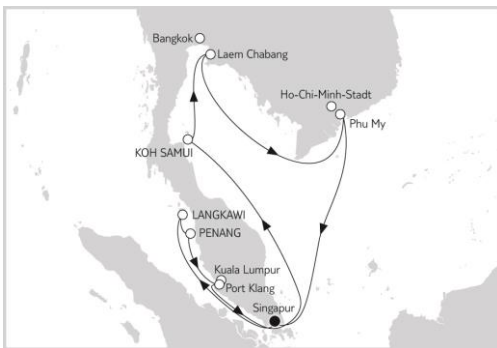 Bangkok
Laem Chabang
Ho-Chi-Minh-Stadt
Phu My
KOH SAMUI
LANGKAWI
PENANG
Kuala Lumpur
Port Klang
Singapur